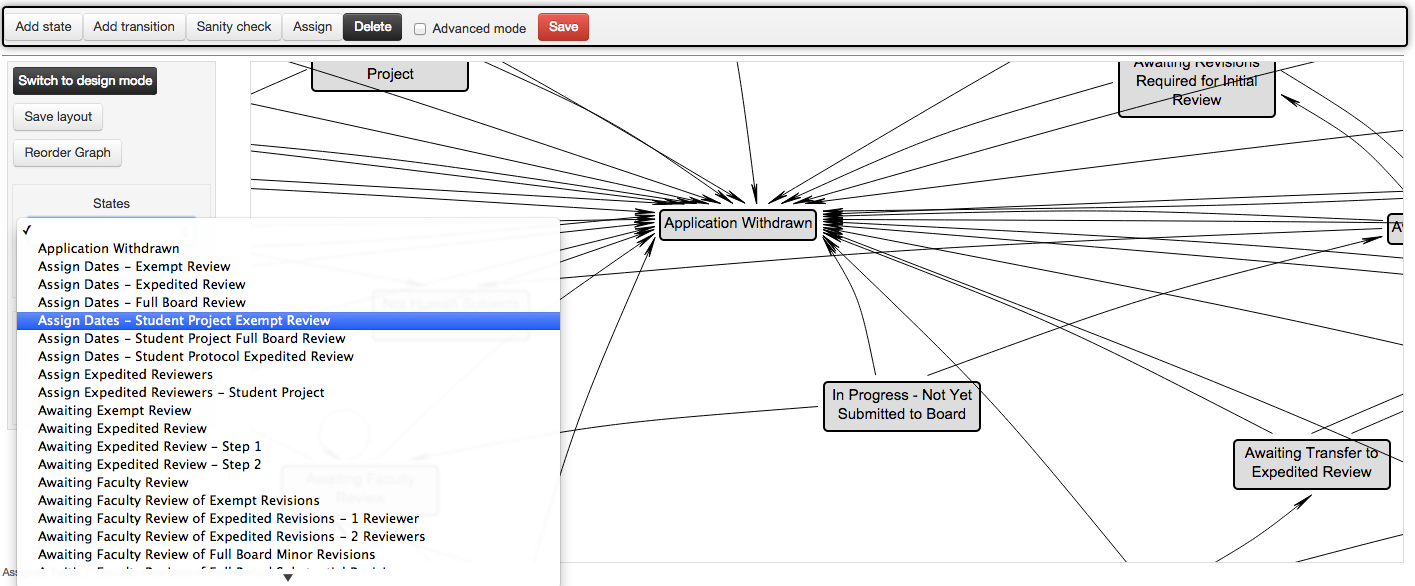 Add state
Add transition
Sanity check
Assign
Delete
Advanced mode
Save
Switch to design mode
Save layout
Reorder Graph
States
✓
Application Withdrawn
Assign Dates – Exempt Review
Assign Dates – Expedited Review
Assign Dates – Full Board Review
Assign Dates – Student Project Exempt Review
Assign Dates – Student Project Full Board Review
Assign Dates – Student Protocol Expedited Review
Assign Expedited Reviewers
Assign Expedited Reviewers – Student Project
Awaiting Exempt Review
Awaiting Expedited Review
Awaiting Expedited Review – Step 1
Awaiting Expedited Review – Step 2
Awaiting Faculty Review
Awaiting Faculty Review of Exempt Revisions
Awaiting Faculty Review of Expedited Revisions – 1 Reviewer
Awaiting Faculty Review of Expedited Revisions – 2 Reviewers
Awaiting Faculty Review of Full Board Minor Revisions
Project
Awaiting Revisions
Required for Initial
Review
Application Withdrawn
Not Human Subjects
In Progress - Not Yet
Submitted to Board
Awaiting Transfer to
Expedited Review
Awaiting Faculty
Review